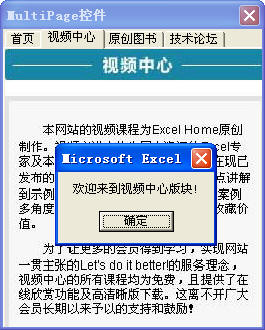 MultiPage控件
首页 视频中心 原创图书 技术论坛
视频中心
本网站的视频课程为Excel Home原创
制作。
家及本
发布的 点讲解
到示例 案例
多角度 收藏价
值。
Microsoft Excel
欢迎来到视频中心版块!
确定
为了让更多的会员得到学习,实现网站
一贯主张的Let's do it better!的服务理念,
视频中心的所有课程均为免费,且提供了在
线欣赏功能及高清晰版下载。这离不开广大
会员长期以来予以的支持和鼓励!